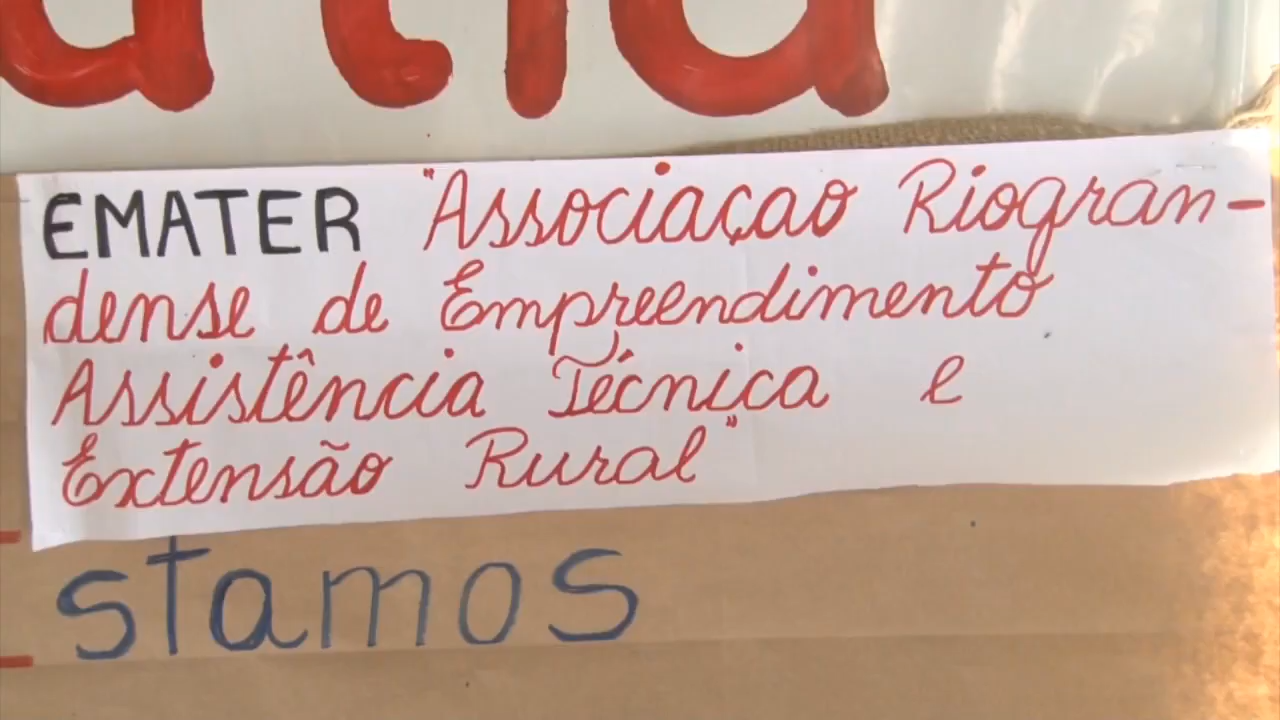 EMATER "Associaçao Riogran-
dense de Empreendimento
Assistência Técnica e
Extensão Rural"
stamos